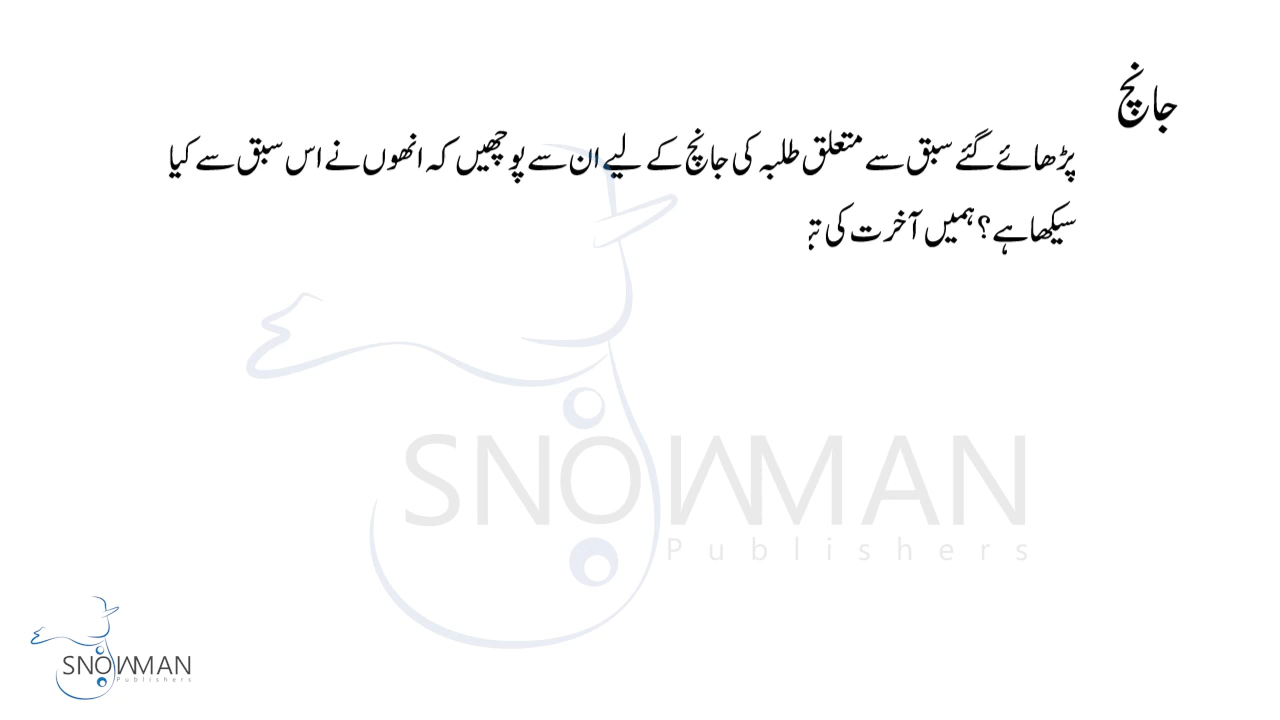 جانچ
پڑھائے گئے سبق سے متعلق طلبہ کی جانچ کے لیے ان سے پوچھیں کہ انھوں نے اس سبق سے کیا
سیکھا ہے؟ ہمیں آخرت کی
SNOWMAN
Publishers
SNOWMAN
Publishers